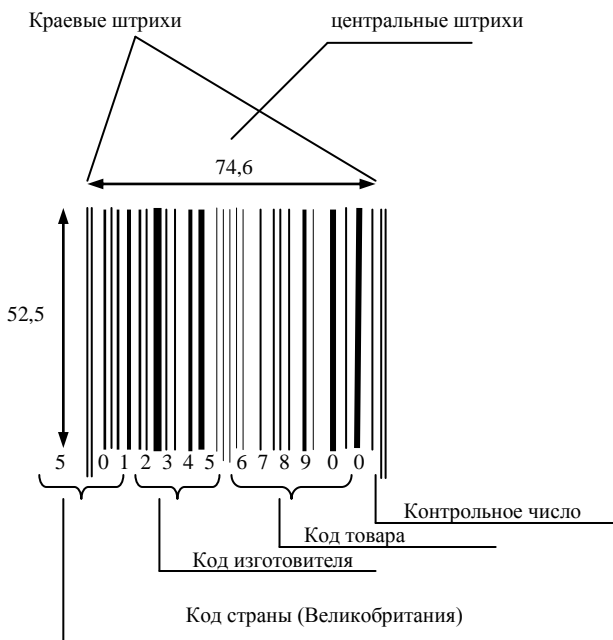 Краевые штрихи
центральные штрихи
74,6
52,5
5 0 1 2 3 4 5 6 7 8 9 0 0
Контрольное число
Код товара
Код изготовителя
Код страны (Великобритания)